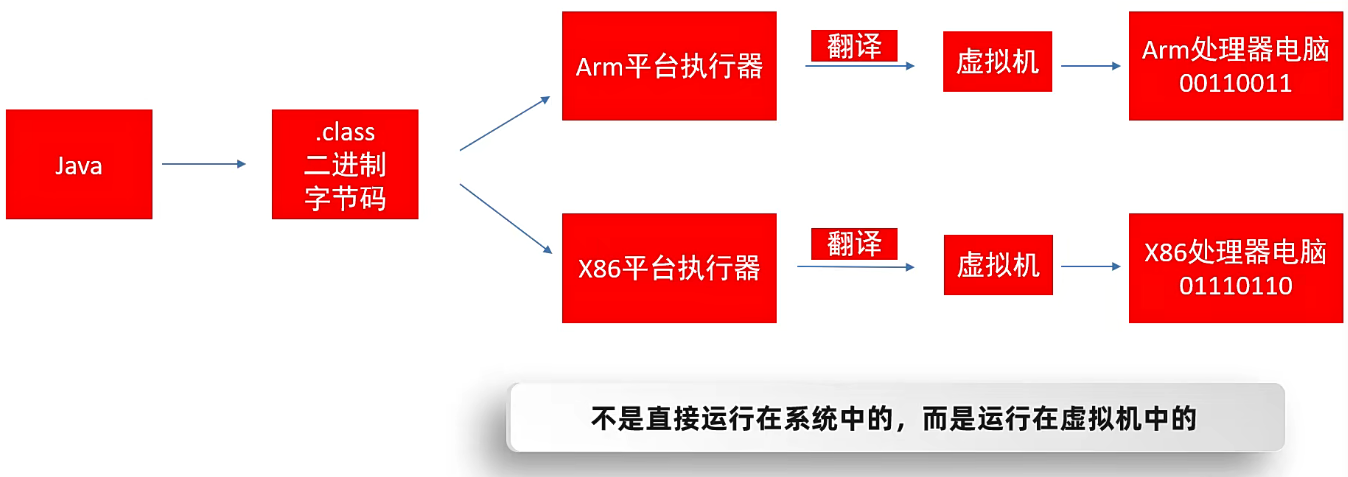 Java
.class
二进制
字节码
Arm平台执行器
翻译
虚拟机
Arm处理器电脑
00110011
X86平台执行器
翻译
虚拟机
X86处理器电脑
01110110
不是直接运行在系统中的，而是运行在虚拟机中的